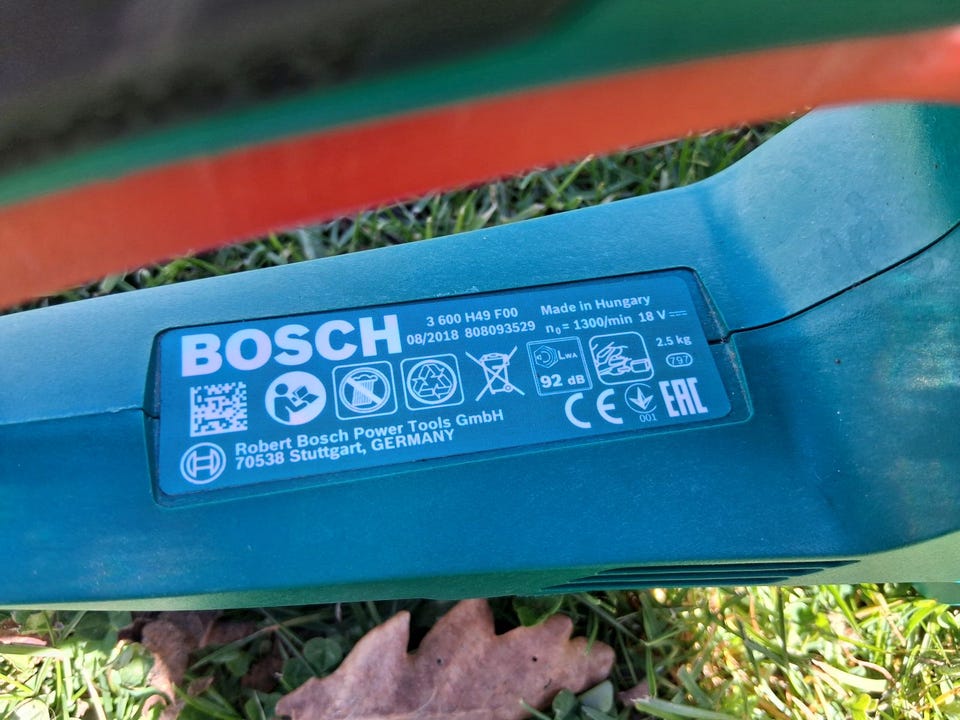 BOSCH
3 600 H49 F00
08/2018 808093529
Made in Hungary
n₀ = 1300/min 18 V
2.5 kg
LWA
92 dB
797
CE
001
EAC
Robert Bosch Power Tools GmbH
70538 Stuttgart, GERMANY